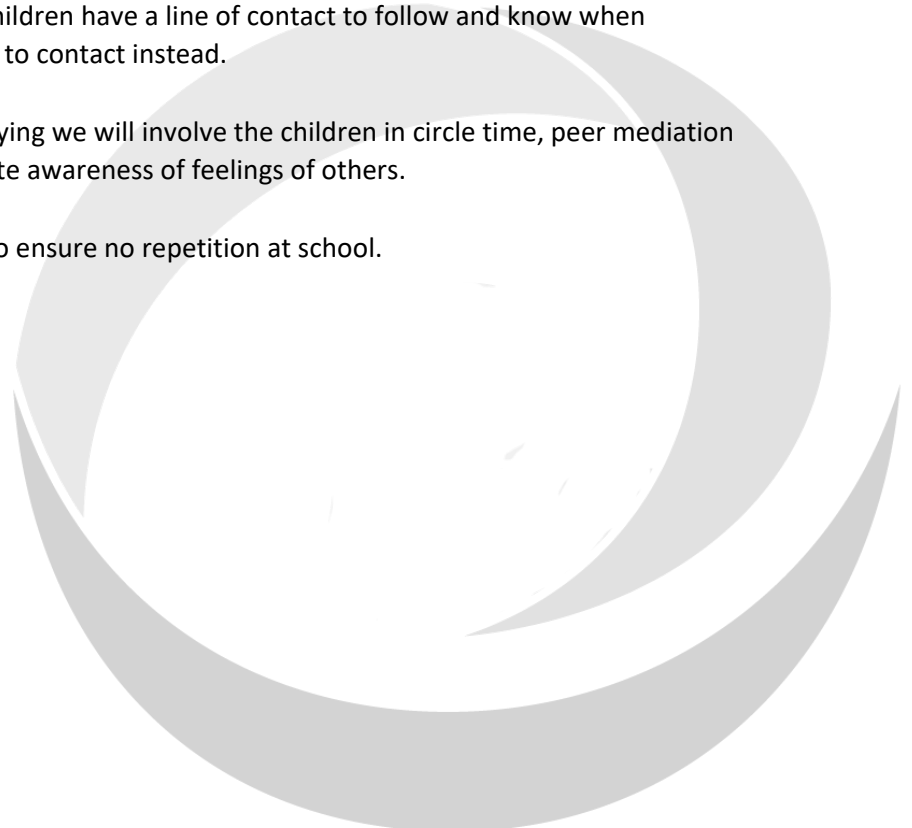 hildren have a line of contact to follow and know when
to contact instead.
ying we will involve the children in circle time, peer mediation
te awareness of feelings of others.
o ensure no repetition at school.